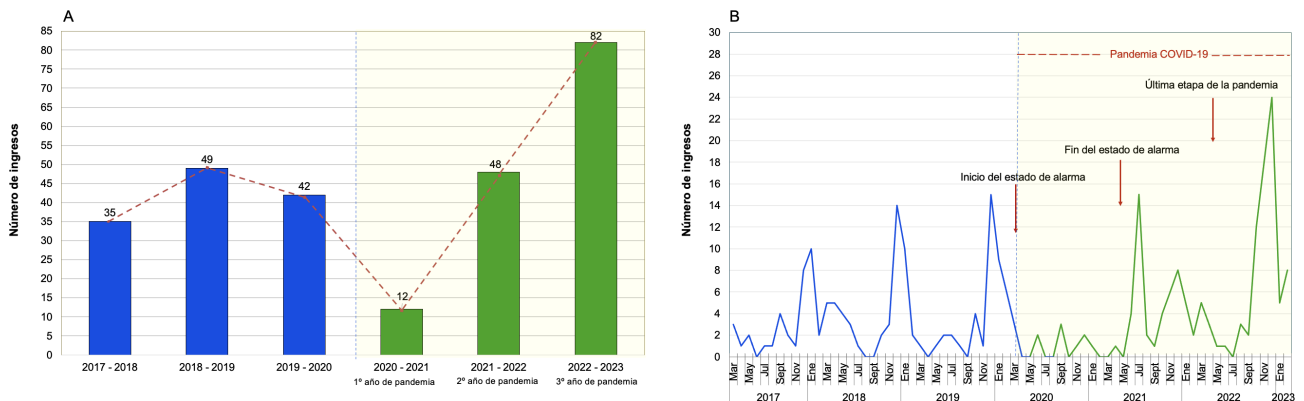 A
Número de ingresos
85
80
75
70
65
60
55
50
45
40
35
30
25
20
15
10
5
0
35
49
42
12
48
82
2017 - 2018
2018 - 2019
2019 - 2020
2020 - 2021
2021 - 2022
2022 - 2023
1º año de pandemia
2º año de pandemia
3º año de pandemia
B
Número de ingresos
30
28
26
24
22
20
18
16
14
12
10
8
6
4
2
0
Pandemia COVID-19
Última etapa de la pandemia
Fin del estado de alarma
Inicio del estado de alarma
Mar May Jul Sept Nov Ene Mar May Jul Sept Nov Ene Mar May Jul Sept Nov Ene Mar May Jul Sept Nov Ene Mar May Jul Sept Nov Ene Mar May Jul Sept Nov Ene
2017 2018 2019 2020 2021 2022 2023